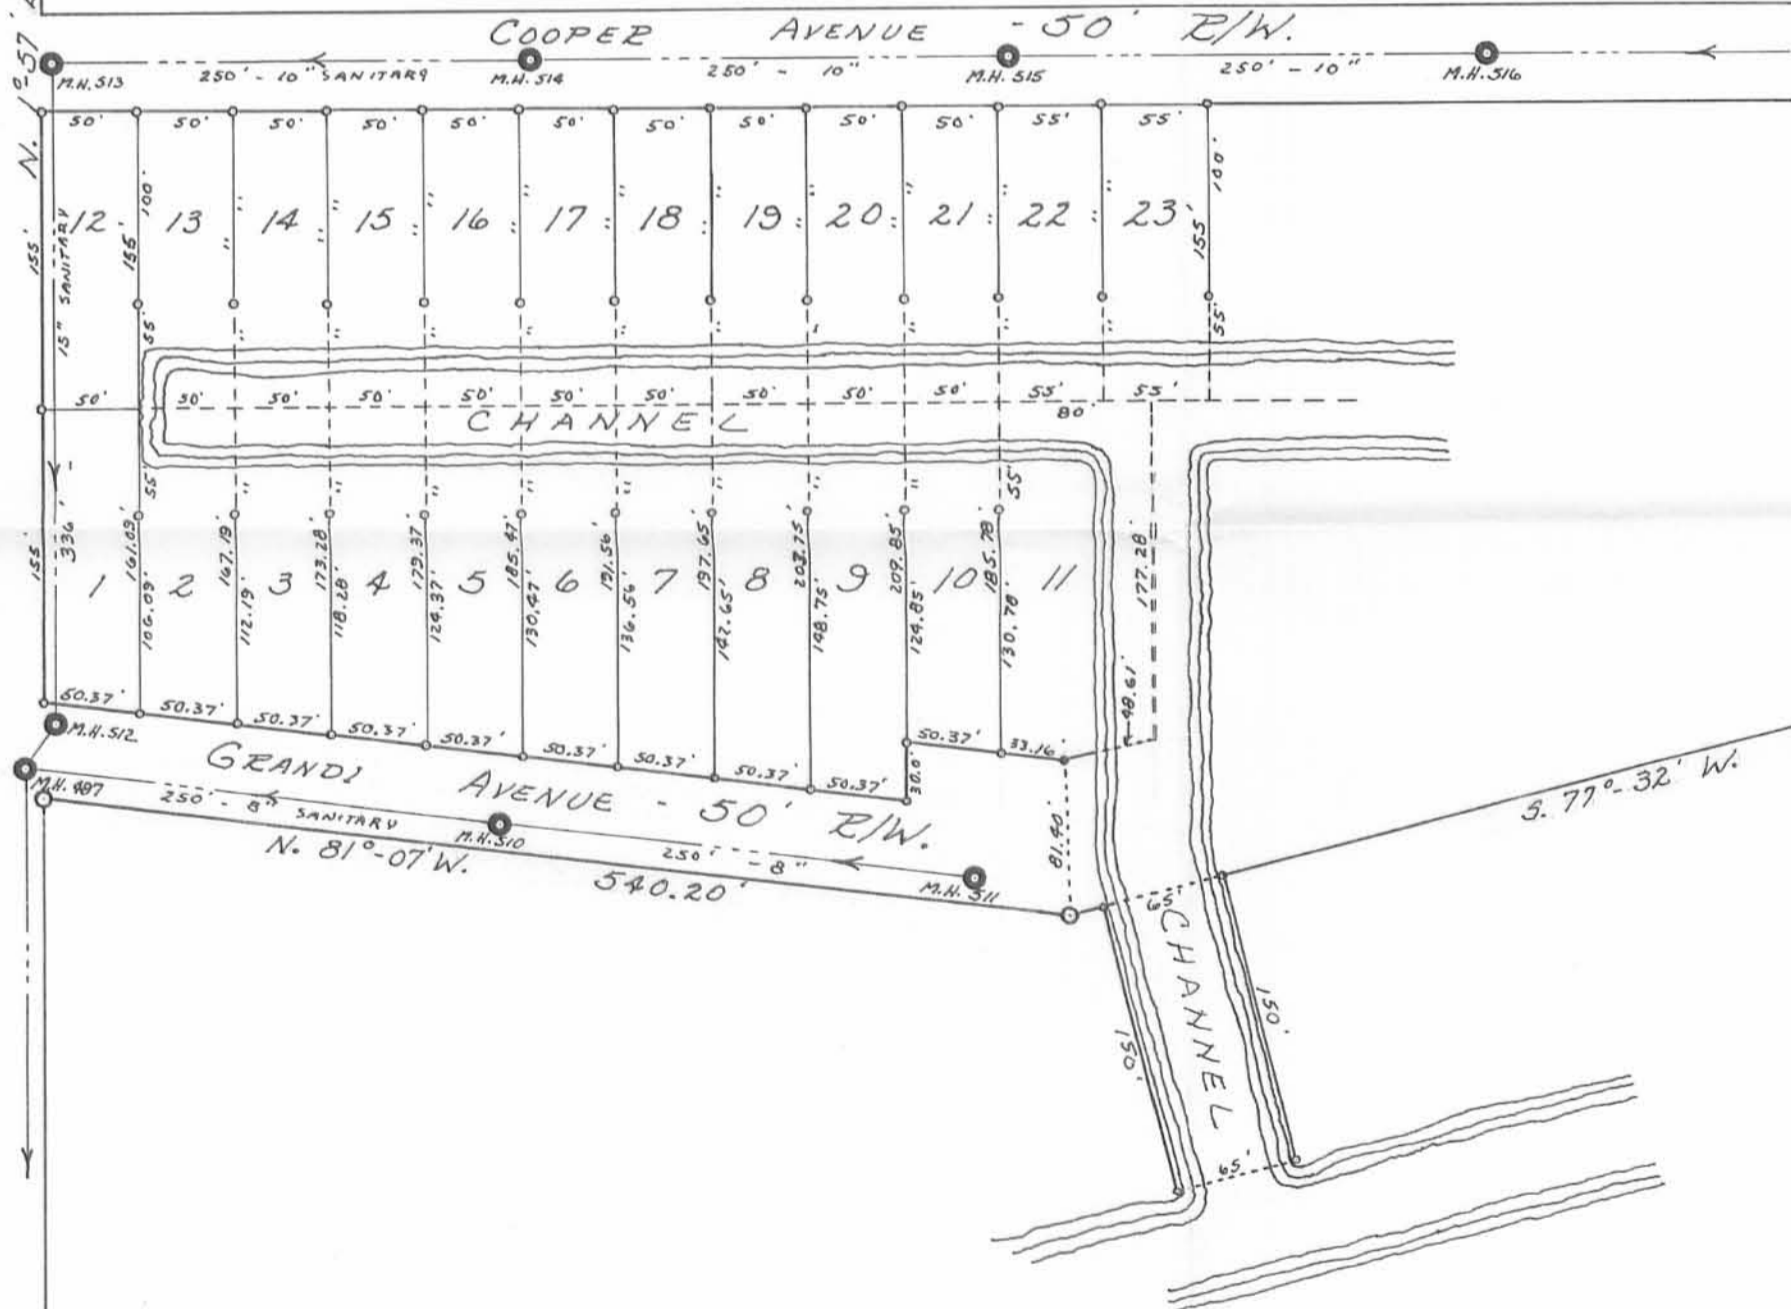 COOPER AVENUE - 50' R/W.
N. 1°-57'
M.H. 513
250' - 10" SANITARY
M.H. 514
250' - 10"
M.H. 515
250' - 10"
M.H. 516
50' 50' 50' 50' 50' 50' 50' 50' 50' 50' 55' 55'
100' 100'
12 13 14 15 16 17 18 19 20 21 22 23
155' 155' 155'
15" SANITARY
55' 55'
50' 50' 50' 50' 50' 50' 50' 50' 50' 50' 55' 55'
80'
CHANNEL
55' 55'
336'
155' 161.09' 167.19' 173.28' 179.37' 185.47' 191.56' 197.65' 203.75' 209.85' 185.78'
1 2 3 4 5 6 7 8 9 10 11
177.28'
106.09' 112.19' 118.28' 124.37' 130.47' 136.56' 142.65' 148.75' 124.85' 130.78'
48.61'
50.37' 50.37' 50.37' 50.37' 50.37' 50.37' 50.37' 50.37' 50.37' 50.37' 33.16'
30.0'
M.H. 512
GRANDI AVENUE - 50' R/W.
M.H. 487
250' - 8" SANITARY
M.H. 510
250' - 8"
M.H. 511
81.40'
N. 81°-07' W. 540.20'
S. 77°-32' W.
65'
CHANNEL
150' 150'
65'